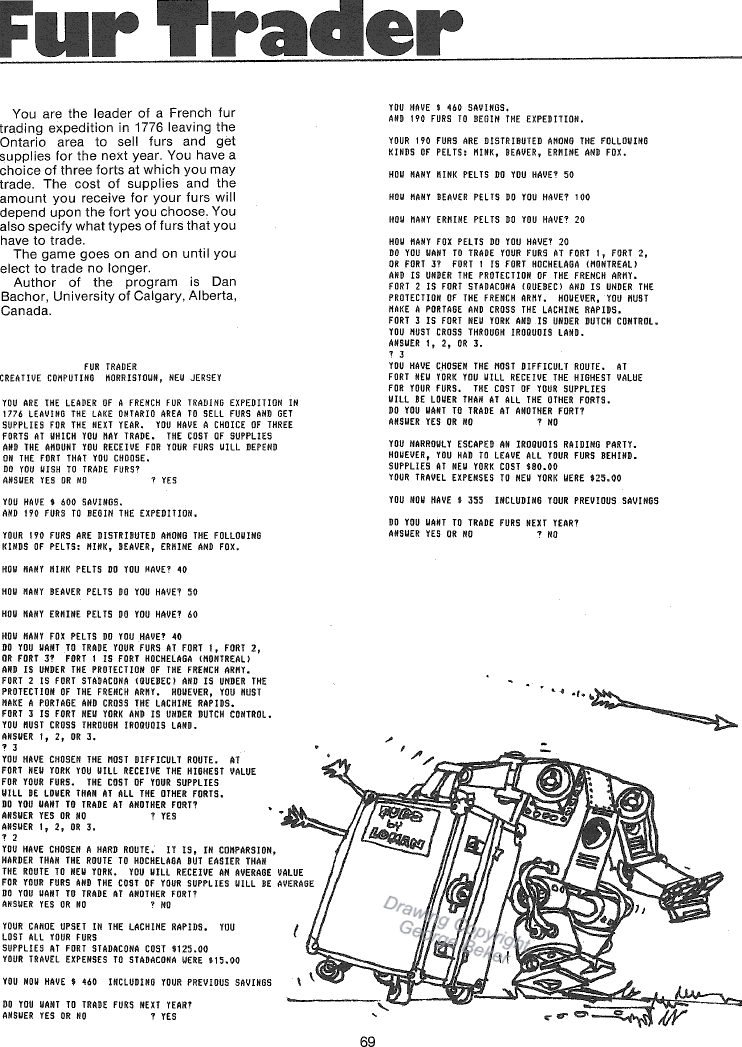 Fur Trader
You are the leader of a French fur
trading expedition in 1776 leaving the
Ontario area to sell furs and get
supplies for the next year. You have a
choice of three forts at which you may
trade. The cost of supplies and the
amount you receive for your furs will
depend upon the fort you choose. You
also specify what types of furs that you
have to trade.
The game goes on and on until you
elect to trade no longer.
Author of the program is Dan
Bachor, University of Calgary, Alberta,
Canada.
FUR TRADER
CREATIVE COMPUTING MORRISTOWN, NEW JERSEY
YOU ARE THE LEADER OF A FRENCH FUR TRADING EXPEDITION IN
1776 LEAVING THE LAKE ONTARIO AREA TO SELL FURS AND GET
SUPPLIES FOR THE NEXT YEAR. YOU HAVE A CHOICE OF THREE
FORTS AT WHICH YOU MAY TRADE. THE COST OF SUPPLIES
AND THE AMOUNT YOU RECEIVE FOR YOUR FURS WILL DEPEND
ON THE FORT THAT YOU CHOOSE.
DO YOU WISH TO TRADE FURS?
ANSWER YES OR NO ? YES
YOU HAVE $ 600 SAVINGS.
AND 190 FURS TO BEGIN THE EXPEDITION.
YOUR 190 FURS ARE DISTRIBUTED AMONG THE FOLLOWING
KINDS OF PELTS: MINK, BEAVER, ERMINE AND FOX.
HOW MANY MINK PELTS DO YOU HAVE? 40
HOW MANY BEAVER PELTS DO YOU HAVE? 50
HOW MANY ERMINE PELTS DO YOU HAVE? 60
HOW MANY FOX PELTS DO YOU HAVE? 40
DO YOU WANT TO TRADE YOUR FURS AT FORT 1, FORT 2,
OR FORT 3? FORT 1 IS FORT HOCHELAGA (MONTREAL)
AND IS UNDER THE PROTECTION OF THE FRENCH ARMY.
FORT 2 IS FORT STADACONA (QUEBEC) AND IS UNDER THE
PROTECTION OF THE FRENCH ARMY. HOWEVER, YOU MUST
MAKE A PORTAGE AND CROSS THE LACHINE RAPIDS.
FORT 3 IS FORT NEW YORK AND IS UNDER DUTCH CONTROL.
YOU MUST CROSS THROUGH IROQUOIS LAND.
ANSWER 1, 2, OR 3.
? 3
YOU HAVE CHOSEN THE MOST DIFFICULT ROUTE. AT
FORT NEW YORK YOU WILL RECEIVE THE HIGHEST VALUE
FOR YOUR FURS. THE COST OF YOUR SUPPLIES
WILL BE LOWER THAN AT ALL THE OTHER FORTS.
DO YOU WANT TO TRADE AT ANOTHER FORT?
ANSWER YES OR NO ? YES
ANSWER 1, 2, OR 3.
? 2
YOU HAVE CHOSEN A HARD ROUTE. IT IS, IN COMPARSION,
HARDER THAN THE ROUTE TO HOCHELAGA BUT EASIER THAN
THE ROUTE TO NEW YORK. YOU WILL RECEIVE AN AVERAGE VALUE
FOR YOUR FURS AND THE COST OF YOUR SUPPLIES WILL BE AVERAGE
DO YOU WANT TO TRADE AT ANOTHER FORT?
ANSWER YES OR NO ? NO
YOUR CANOE UPSET IN THE LACHINE RAPIDS. YOU
LOST ALL YOUR FURS
SUPPLIES AT FORT STADACONA COST $125.00
YOUR TRAVEL EXPENSES TO STADACONA WERE $15.00
YOU NOW HAVE $ 460 INCLUDING YOUR PREVIOUS SAVINGS
DO YOU WANT TO TRADE FURS NEXT YEAR?
ANSWER YES OR NO ? YES
YOU HAVE $ 460 SAVINGS.
AND 190 FURS TO BEGIN THE EXPEDITION.
YOUR 190 FURS ARE DISTRIBUTED AMONG THE FOLLOWING
KINDS OF PELTS: MINK, BEAVER, ERMINE AND FOX.
HOW MANY MINK PELTS DO YOU HAVE? 50
HOW MANY BEAVER PELTS DO YOU HAVE? 100
HOW MANY ERMINE PELTS DO YOU HAVE? 20
HOW MANY FOX PELTS DO YOU HAVE? 20
DO YOU WANT TO TRADE YOUR FURS AT FORT 1, FORT 2,
OR FORT 3? FORT 1 IS FORT HOCHELAGA (MONTREAL)
AND IS UNDER THE PROTECTION OF THE FRENCH ARMY.
FORT 2 IS FORT STADACONA (QUEBEC) AND IS UNDER THE
PROTECTION OF THE FRENCH ARMY. HOWEVER, YOU MUST
MAKE A PORTAGE AND CROSS THE LACHINE RAPIDS.
FORT 3 IS FORT NEW YORK AND IS UNDER DUTCH CONTROL.
YOU MUST CROSS THROUGH IROQUOIS LAND.
ANSWER 1, 2, OR 3.
? 3
YOU HAVE CHOSEN THE MOST DIFFICULT ROUTE. AT
FORT NEW YORK YOU WILL RECEIVE THE HIGHEST VALUE
FOR YOUR FURS. THE COST OF YOUR SUPPLIES
WILL BE LOWER THAN AT ALL THE OTHER FORTS.
DO YOU WANT TO TRADE AT ANOTHER FORT?
ANSWER YES OR NO ? NO
YOU NARROWLY ESCAPED AN IROQUOIS RAIDING PARTY.
HOWEVER, YOU HAD TO LEAVE ALL YOUR FURS BEHIND.
SUPPLIES AT NEW YORK COST $80.00
YOUR TRAVEL EXPENSES TO NEW YORK WERE $25.00
YOU NOW HAVE $ 355 INCLUDING YOUR PREVIOUS SAVINGS
DO YOU WANT TO TRADE FURS NEXT YEAR?
ANSWER YES OR NO ? NO
FURS
by
LOMAN
Drawing Copyright
George Beker
69